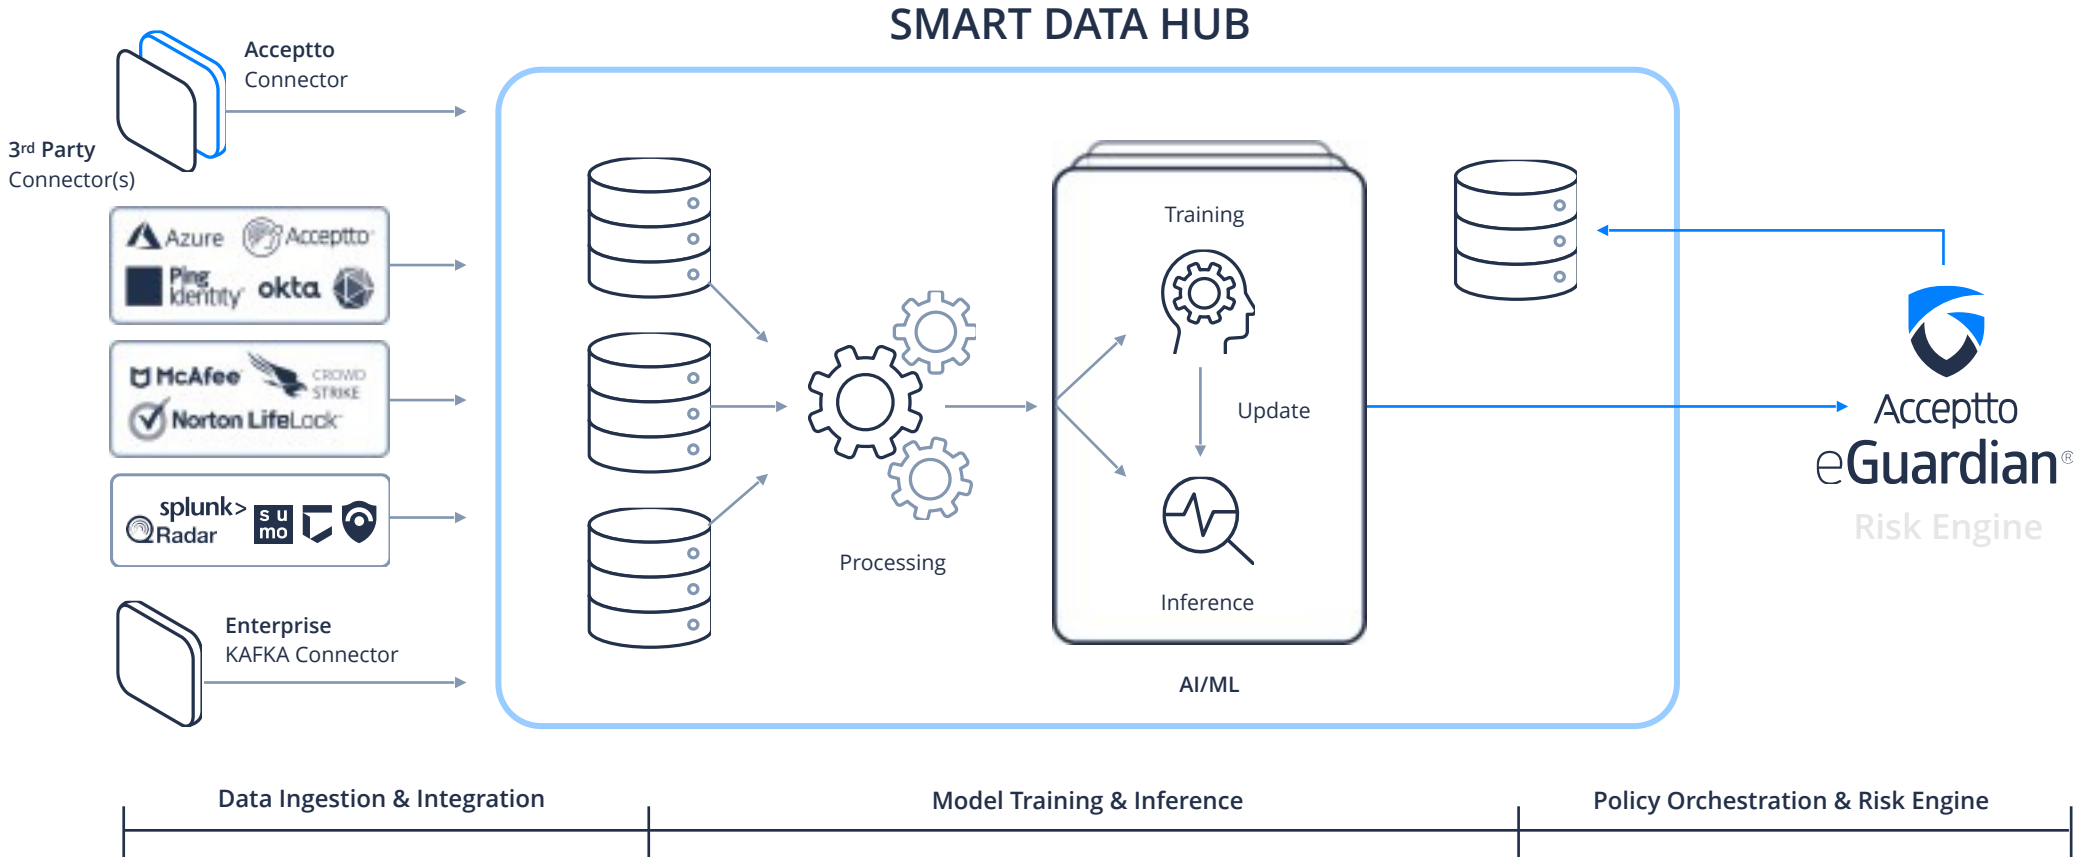 SMART DATA HUB
Acceptto
Connector
3rd Party
Connector(s)
Azure Acceptto
Ping
Identity okta
McAfee CROWD
STRIKE
Norton LifeLock
splunk>
QRadar
su
mo
Enterprise
KAFKA Connector
Processing
Training
Update
Inference
AI/ML
Acceptto
eGuardian®
Risk Engine
Data Ingestion & Integration
Model Training & Inference
Policy Orchestration & Risk Engine